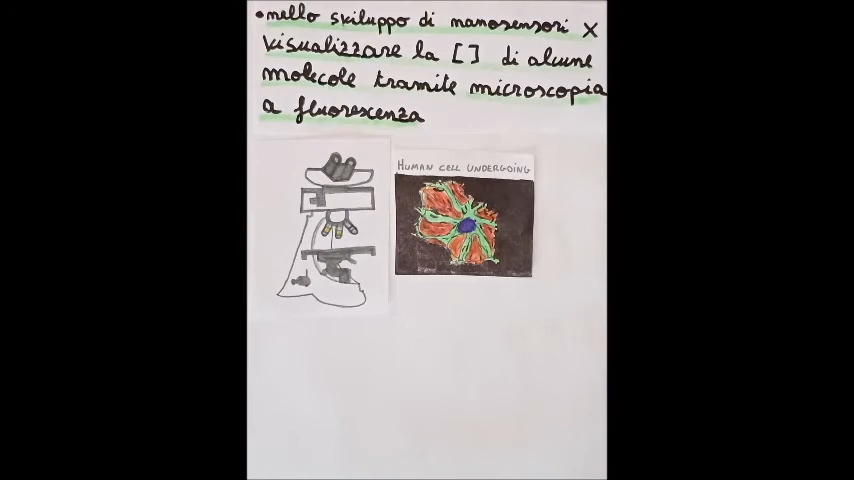 • nello sviluppo di nanosensori x
visualizzare la [ ] di alcune
molecole tramite microscopia
a fluorescenza
HUMAN CELL UNDERGOING